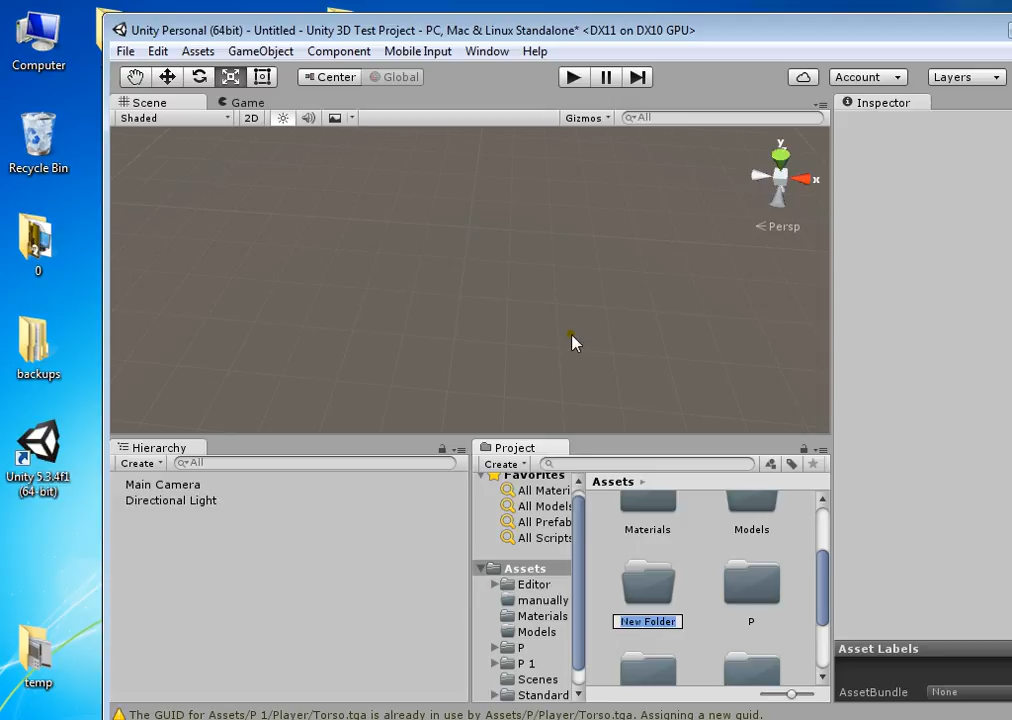 Computer
Recycle Bin
0
backups
Unity 5.3.4f1
(64-bit)
temp
Unity Personal (64bit) - Untitled - Unity 3D Test Project - PC, Mac & Linux Standalone* <DX11 on DX10 GPU>
File Edit Assets GameObject Component Mobile Input Window Help
Center Global Account Layers
Scene Game
Shaded 2D Gizmos All
y
x
Persp
Inspector
Hierarchy
Create All
Main Camera
Directional Light
Project
Create
Favorites
All Materi
All Models
All Prefab
All Scripts
Assets
Editor
manually
Materials
Models
P
P 1
Scenes
Standard
Assets
Materials Models
New Folder P
Asset Labels
AssetBundle None
The GUID for Assets/P 1/Player/Torso.tga is already in use by Assets/P/Player/Torso.tga. Assigning a new guid.